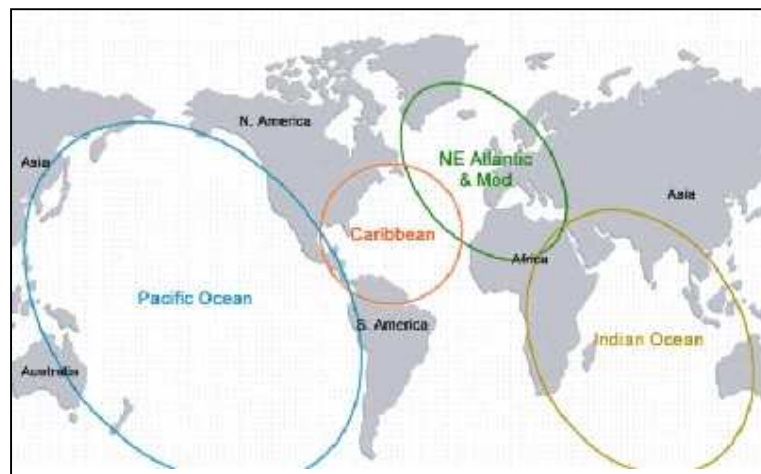 N. America
NE Atlantic
& Med
Asia
Asia
Caribbean
Africa
Pacific Ocean
S. America
Indian Ocean
Australia